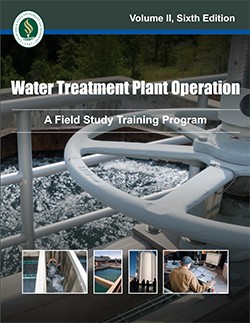 Volume II, Sixth Edition
Water Treatment Plant Operation
A Field Study Training Program